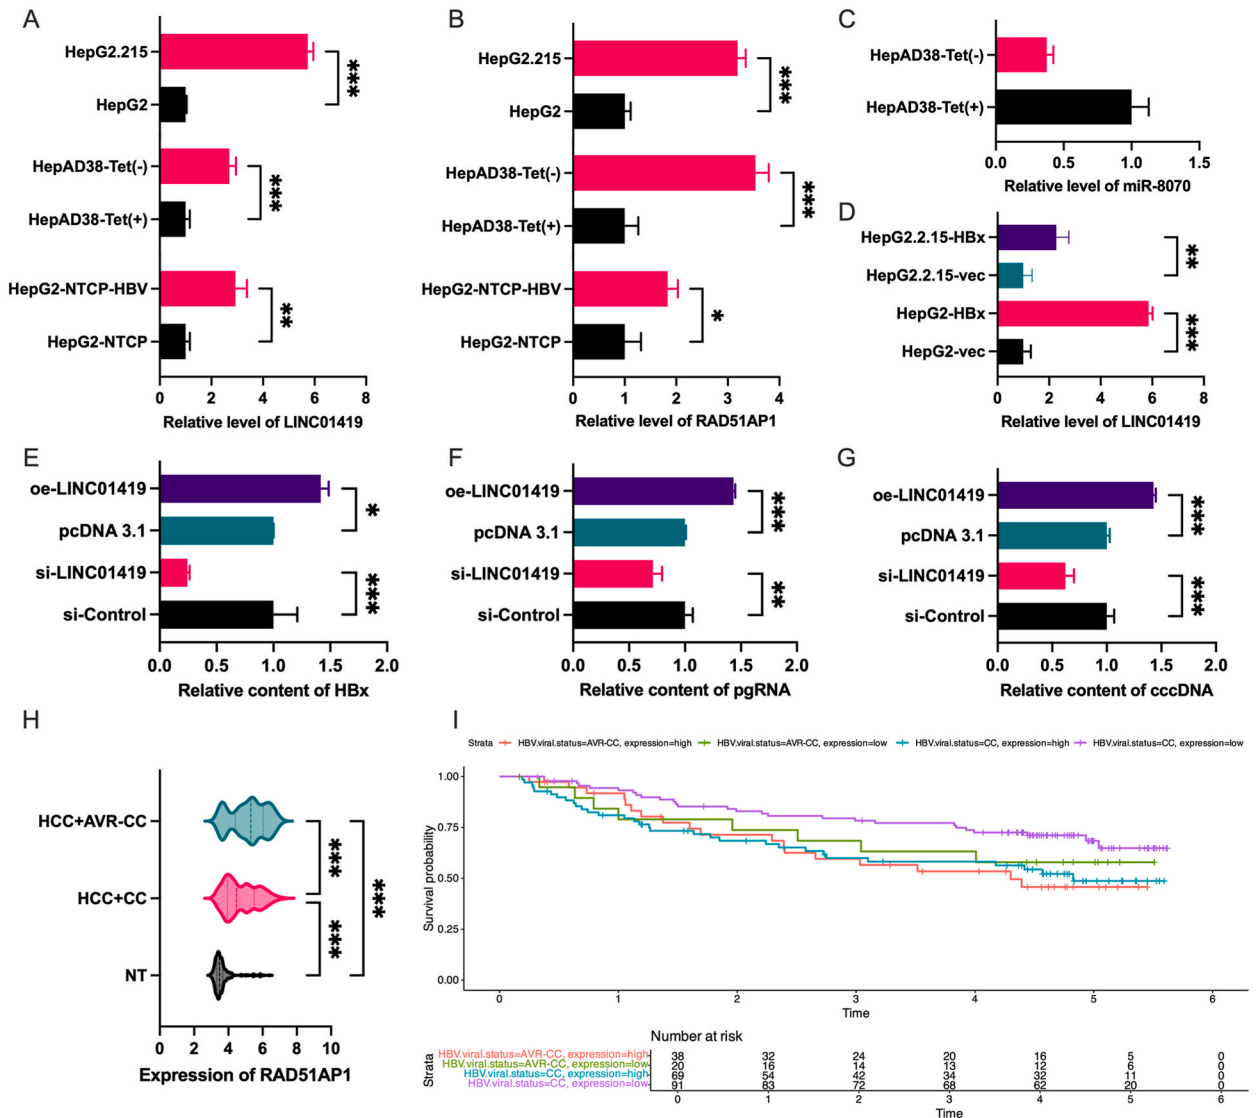 A
HepG2.215
HepG2
***
HepAD38-Tet(-)
HepAD38-Tet(+)
***
HepG2-NTCP-HBV
HepG2-NTCP
**
0 2 4 6 8
Relative level of LINC01419
B
HepG2.215
HepG2
***
HepAD38-Tet(-)
HepAD38-Tet(+)
***
HepG2-NTCP-HBV
HepG2-NTCP
*
0 1 2 3 4
Relative level of RAD51AP1
C
HepAD38-Tet(-)
HepAD38-Tet(+)
0.0 0.5 1.0 1.5
Relative level of miR-8070
D
HepG2.2.15-HBx
HepG2.2.15-vec
**
HepG2-HBx
HepG2-vec
***
0 2 4 6 8
Relative level of LINC01419
E
oe-LINC01419
pcDNA 3.1
*
si-LINC01419
si-Control
***
0.0 0.5 1.0 1.5 2.0
Relative content of HBx
F
oe-LINC01419
pcDNA 3.1
***
si-LINC01419
si-Control
**
0.0 0.5 1.0 1.5 2.0
Relative content of pgRNA
G
oe-LINC01419
pcDNA 3.1
***
si-LINC01419
si-Control
***
0.0 0.5 1.0 1.5 2.0
Relative content of cccDNA
H
HCC+AVR-CC
HCC+CC
NT
***
***
***
0 2 4 6 8 10
Expression of RAD51AP1
I
Strata HBV.viral.status=AVR-CC, expression=high HBV.viral.status=AVR-CC, expression=low HBV.viral.status=CC, expression=high HBV.viral.status=CC, expression=low
Survival probability
1.00
0.75
0.50
0.25
0.00
0 1 2 3 4 5 6
Time
Number at risk
Strata
HBV.viral.status=AVR-CC, expression=high 38 32 24 20 16 5 0
HBV.viral.status=AVR-CC, expression=low 20 16 14 13 12 6 0
HBV.viral.status=CC, expression=high 69 54 42 34 32 11 0
HBV.viral.status=CC, expression=low 91 83 72 68 62 20 0
0 1 2 3 4 5 6
Time